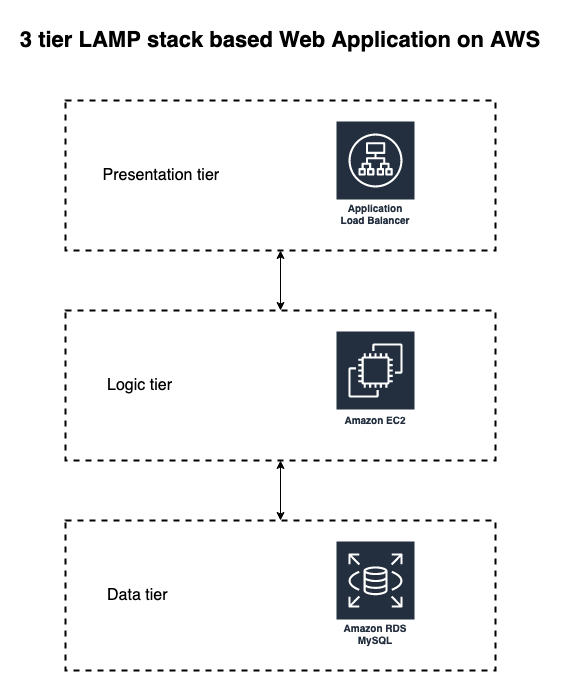 3 tier LAMP stack based Web Application on AWS
Presentation tier
Application
Load Balancer
Logic tier
Amazon EC2
Data tier
Amazon RDS
MySQL